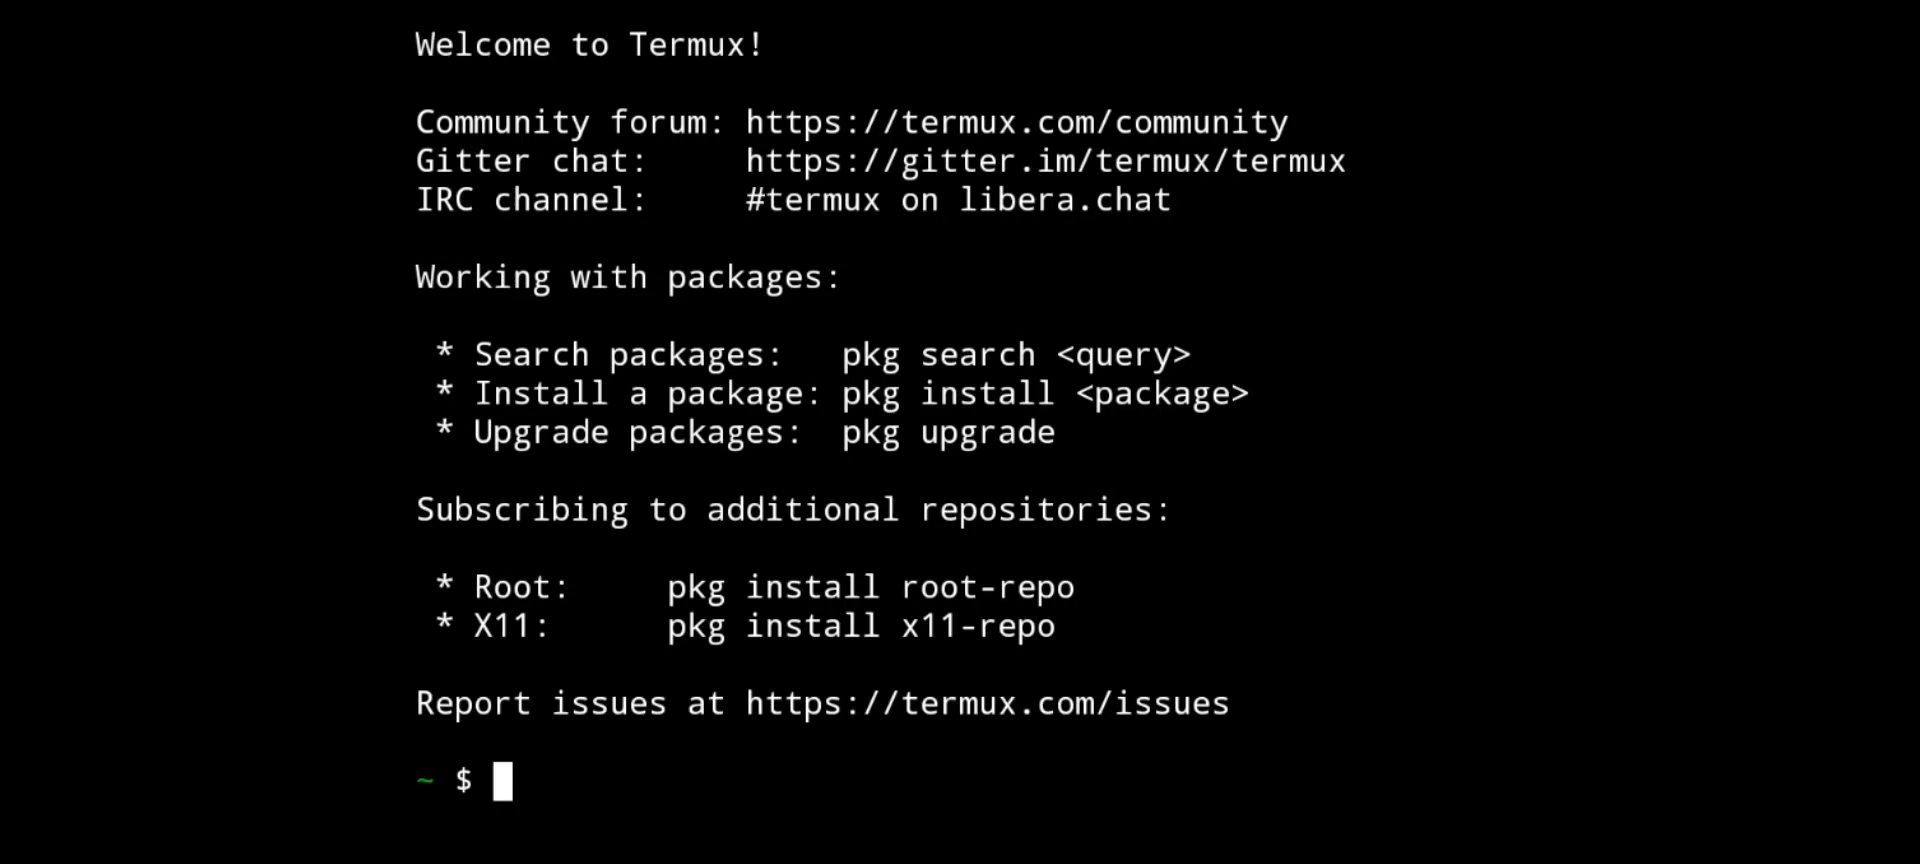 Welcome to Termux!
Community forum: https://termux.com/community
Gitter chat:     https://gitter.im/termux/termux
IRC channel:     #termux on libera.chat
Working with packages:
 * Search packages:   pkg search <query>
 * Install a package: pkg install <package>
 * Upgrade packages:  pkg upgrade
Subscribing to additional repositories:
 * Root:     pkg install root-repo
 * X11:      pkg install x11-repo
Report issues at https://termux.com/issues
~ $